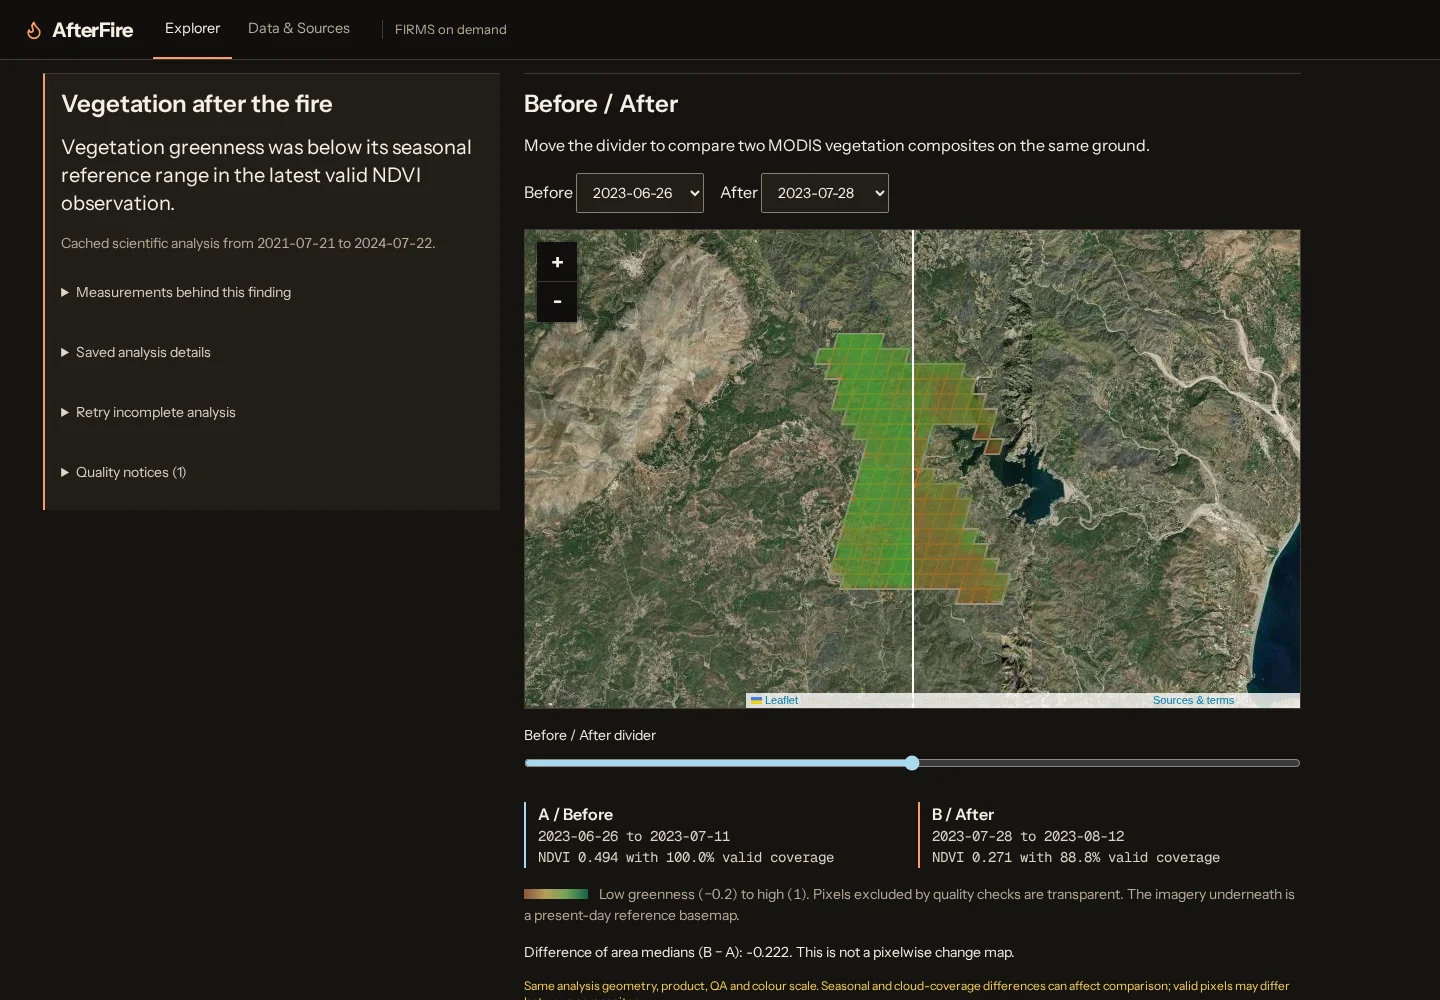 AfterFire
Explorer
Data & Sources
FIRMS on demand
Vegetation after the fire
Vegetation greenness was below its seasonal
reference range in the latest valid NDVI
observation.
Cached scientific analysis from 2021-07-21 to 2024-07-22.
Measurements behind this finding
Saved analysis details
Retry incomplete analysis
Quality notices (1)
Before / After
Move the divider to compare two MODIS vegetation composites on the same ground.
Before 2023-06-26 After 2023-07-28
+
-
Leaflet
Sources & terms
Before / After divider
A / Before
2023-06-26 to 2023-07-11
NDVI 0.494 with 100.0% valid coverage
B / After
2023-07-28 to 2023-08-12
NDVI 0.271 with 88.8% valid coverage
Low greenness (−0.2) to high (1). Pixels excluded by quality checks are transparent. The imagery underneath is
a present-day reference basemap.
Difference of area medians (B − A): -0.222. This is not a pixelwise change map.
Same analysis geometry, product, QA and colour scale. Seasonal and cloud-coverage differences can affect comparison; valid pixels may differ